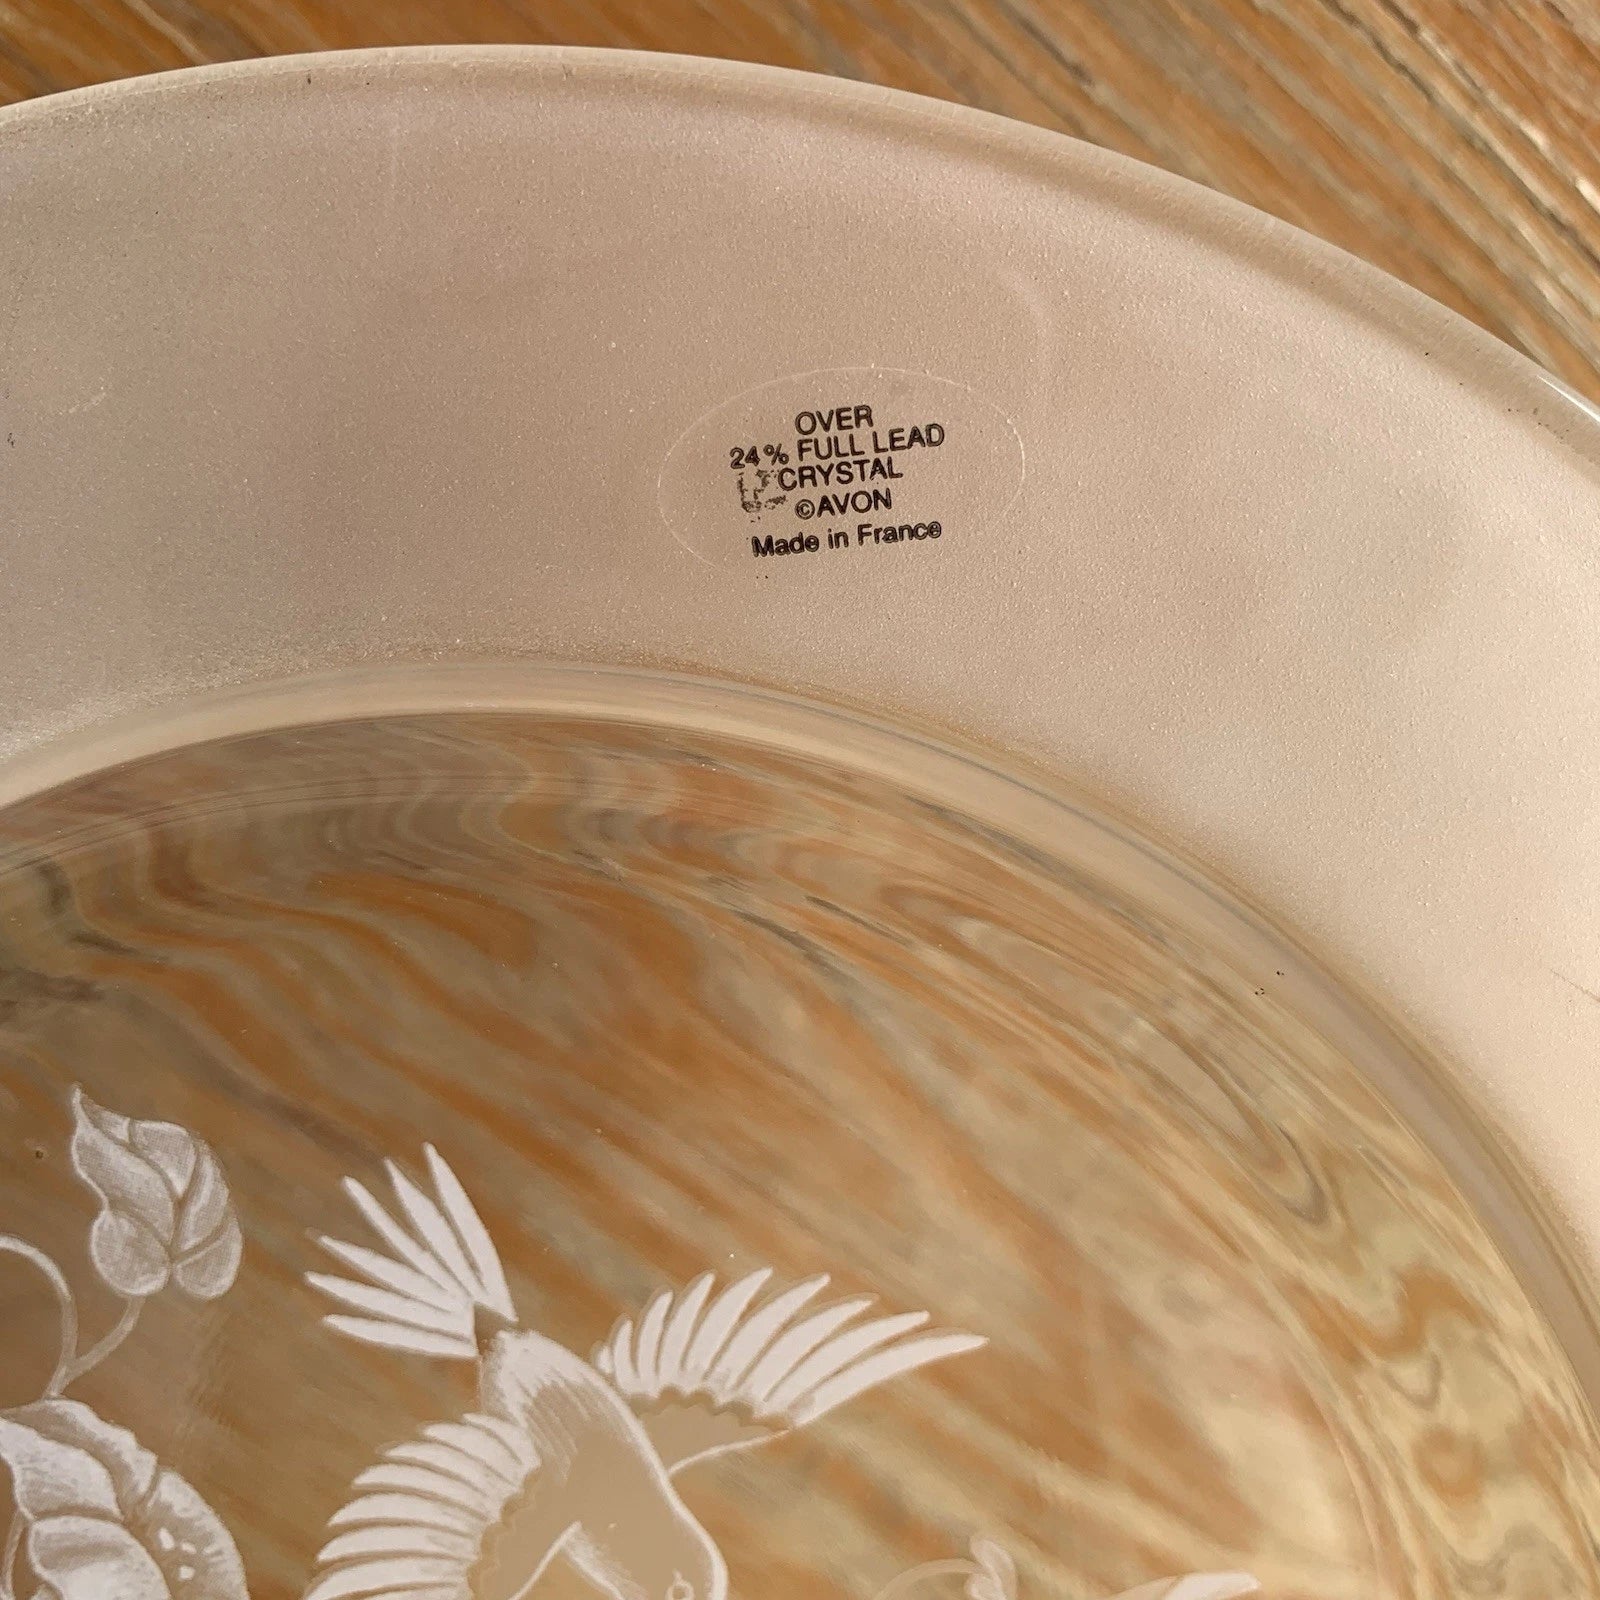 OVER
24% FULL LEAD
CRYSTAL
©AVON
Made in France